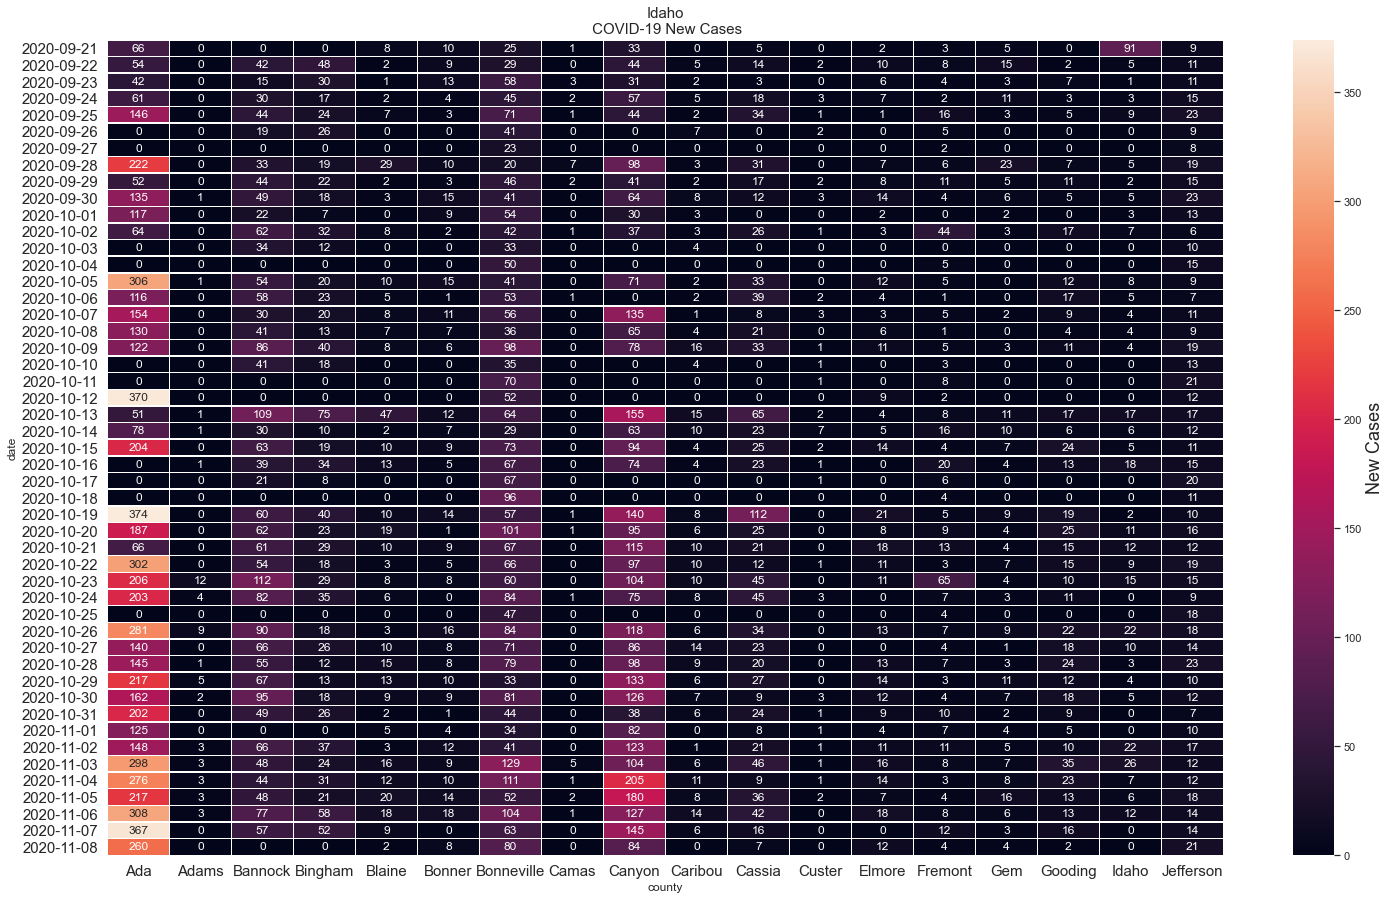 Idaho
COVID-19 New Cases
2020-09-21 66 0 0 0 8 10 25 1 33 0 5 0 2 3 5 0 91 9
2020-09-22 54 0 42 48 2 9 29 0 44 5 14 2 10 8 15 2 5 11
2020-09-23 42 0 15 30 1 13 58 3 31 2 3 0 6 4 3 7 1 11
2020-09-24 61 0 30 17 2 4 45 2 57 5 18 3 7 2 11 3 3 15
2020-09-25 146 0 44 24 7 3 71 1 44 2 34 1 1 16 3 5 9 23
2020-09-26 0 0 19 26 0 0 41 0 0 7 0 2 0 5 0 0 0 9
2020-09-27 0 0 0 0 0 0 23 0 0 0 0 0 0 2 0 0 0 8
2020-09-28 222 0 33 19 29 10 20 7 98 3 31 0 7 6 23 7 5 19
2020-09-29 52 0 44 22 2 3 46 2 41 2 17 2 8 11 5 11 2 15
2020-09-30 135 1 49 18 3 15 41 0 64 8 12 3 14 4 6 5 5 23
2020-10-01 117 0 22 7 0 9 54 0 30 3 0 0 2 0 2 0 3 13
2020-10-02 64 0 62 32 8 2 42 1 37 3 26 1 3 44 3 17 7 6
2020-10-03 0 0 34 12 0 0 33 0 0 4 0 0 0 0 0 0 0 10
2020-10-04 0 0 0 0 0 0 50 0 0 0 0 0 0 5 0 0 0 15
2020-10-05 306 1 54 20 10 15 41 0 71 2 33 0 12 5 0 12 8 9
2020-10-06 116 0 58 23 5 1 53 1 0 2 39 2 4 1 0 17 5 7
2020-10-07 154 0 30 20 8 11 56 0 135 1 8 3 3 5 2 9 4 11
2020-10-08 130 0 41 13 7 7 36 0 65 4 21 0 6 1 0 4 4 9
2020-10-09 122 0 86 40 8 6 98 0 78 16 33 1 11 5 3 11 4 19
2020-10-10 0 0 41 18 0 0 35 0 0 4 0 1 0 3 0 0 0 13
2020-10-11 0 0 0 0 0 0 70 0 0 0 0 1 0 8 0 0 0 21
2020-10-12 370 0 0 0 0 0 52 0 0 0 0 0 9 2 0 0 0 12
2020-10-13 51 1 109 75 47 12 64 0 155 15 65 2 4 8 11 17 17 17
2020-10-14 78 1 30 10 2 7 29 0 63 10 23 7 5 16 10 6 6 12
2020-10-15 204 0 63 19 10 9 73 0 94 4 25 2 14 4 7 24 5 11
2020-10-16 0 1 39 34 13 5 67 0 74 4 23 1 0 20 4 13 18 15
2020-10-17 0 0 21 8 0 0 67 0 0 0 0 1 0 6 0 0 0 20
2020-10-18 0 0 0 0 0 0 96 0 0 0 0 0 0 4 0 0 0 11
2020-10-19 374 0 60 40 10 14 57 1 140 8 112 0 21 5 9 19 2 10
2020-10-20 187 0 62 23 19 1 101 1 95 6 25 0 8 9 4 25 11 16
2020-10-21 66 0 61 29 10 9 67 0 115 10 21 0 18 13 4 15 12 12
2020-10-22 302 0 54 18 3 5 66 0 97 10 12 1 11 3 7 15 9 19
2020-10-23 206 12 112 29 8 8 60 0 104 10 45 0 11 65 4 10 15 15
2020-10-24 203 4 82 35 6 0 84 1 75 8 45 3 0 7 3 11 0 9
2020-10-25 0 0 0 0 0 0 47 0 0 0 0 0 0 4 0 0 0 18
2020-10-26 281 9 90 18 3 16 84 0 118 6 34 0 13 7 9 22 22 18
2020-10-27 140 0 66 26 10 8 71 0 86 14 23 0 0 4 1 18 10 14
2020-10-28 145 1 55 12 15 8 79 0 98 9 20 0 13 7 3 24 3 23
2020-10-29 217 5 67 13 13 10 33 0 133 6 27 0 14 3 11 12 4 10
2020-10-30 162 2 95 18 9 9 81 0 126 7 9 3 12 4 7 18 5 12
2020-10-31 202 0 49 26 2 1 44 0 38 6 24 1 9 10 2 9 0 7
2020-11-01 125 0 0 0 5 4 34 0 82 0 8 1 4 7 4 5 0 10
2020-11-02 148 3 66 37 3 12 41 0 123 1 21 1 11 11 5 10 22 17
2020-11-03 298 3 48 24 16 9 129 5 104 6 46 1 16 8 7 35 26 12
2020-11-04 276 3 44 31 12 10 111 1 205 11 9 1 14 3 8 23 7 12
2020-11-05 217 3 48 21 20 14 52 2 180 8 36 2 7 4 16 13 6 18
2020-11-06 308 3 77 58 18 18 104 1 127 14 42 0 18 8 6 13 12 14
2020-11-07 367 0 57 52 9 0 63 0 145 6 16 0 0 12 3 16 0 14
2020-11-08 260 0 0 0 2 8 80 0 84 0 7 0 12 4 4 2 0 21
Ada Adams Bannock Bingham Blaine Bonner Bonneville Camas Canyon Caribou Cassia Custer Elmore Fremont Gem Gooding Idaho Jefferson
county
date
350
300
250
200
150
100
50
0
New Cases